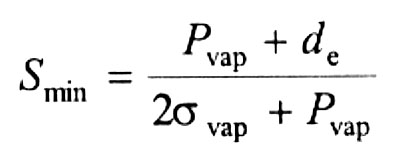 S_min = (P_vap + d_e) / (2σ_vap + P_vap)